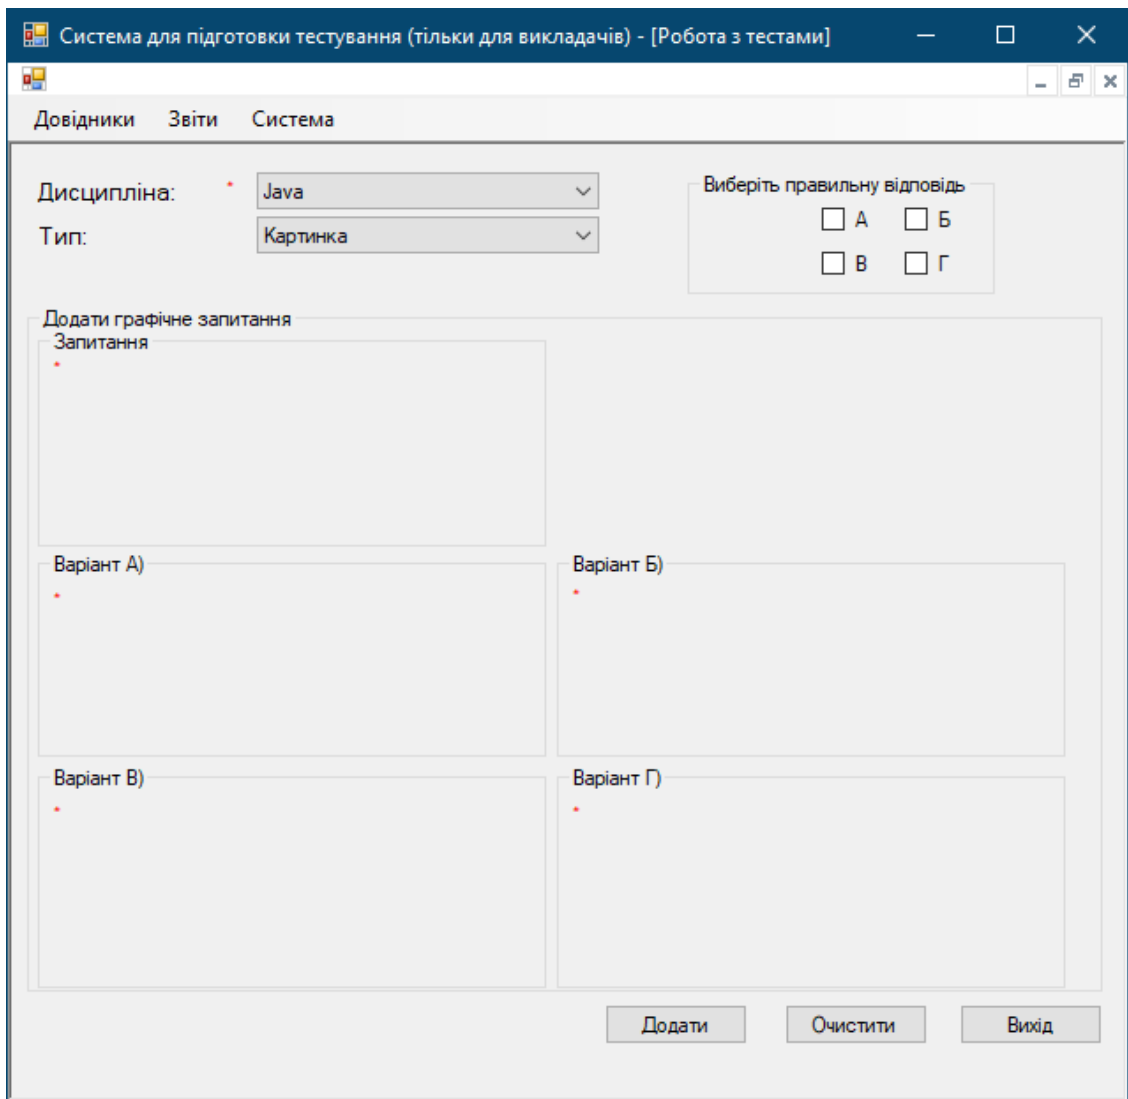 Система для підготовки тестування (тільки для викладачів) - [Робота з тестами]
Довідники Звіти Система
Дисципліна: * Java
Тип: Картинка
Виберіть правильну відповідь
А Б
В Г
Додати графічне запитання
Запитання
*
Варіант А) Варіант Б)
* *
Варіант В) Варіант Г)
* *
Додати Очистити Вихід